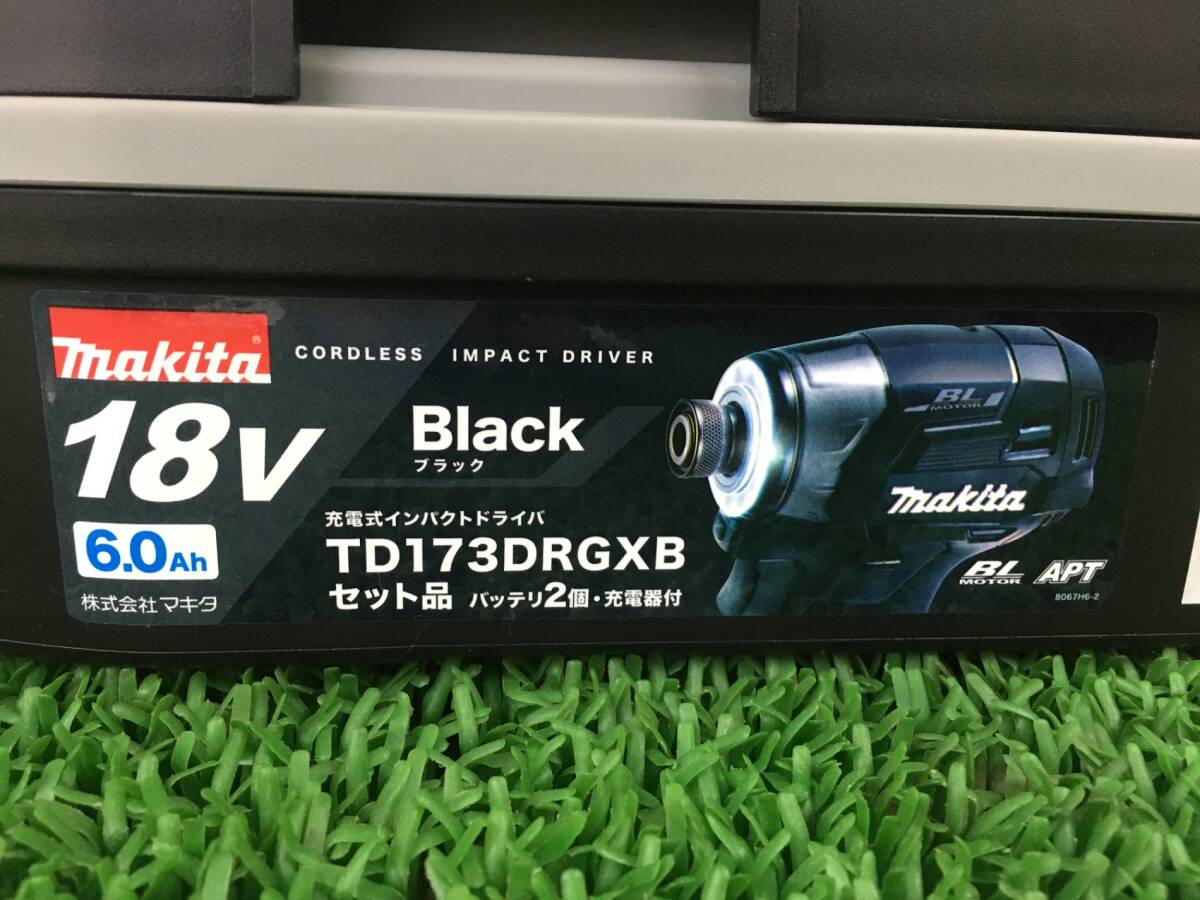 makita®
CORDLESS IMPACT DRIVER
18V
Black
ブラック
6.0Ah
充電式インパクトドライバ
TD173DRGXB
セット品 バッテリ2個・充電器付
株式会社マキタ
BL
MOTOR
makita
BL
MOTOR
APT
8067H6-2